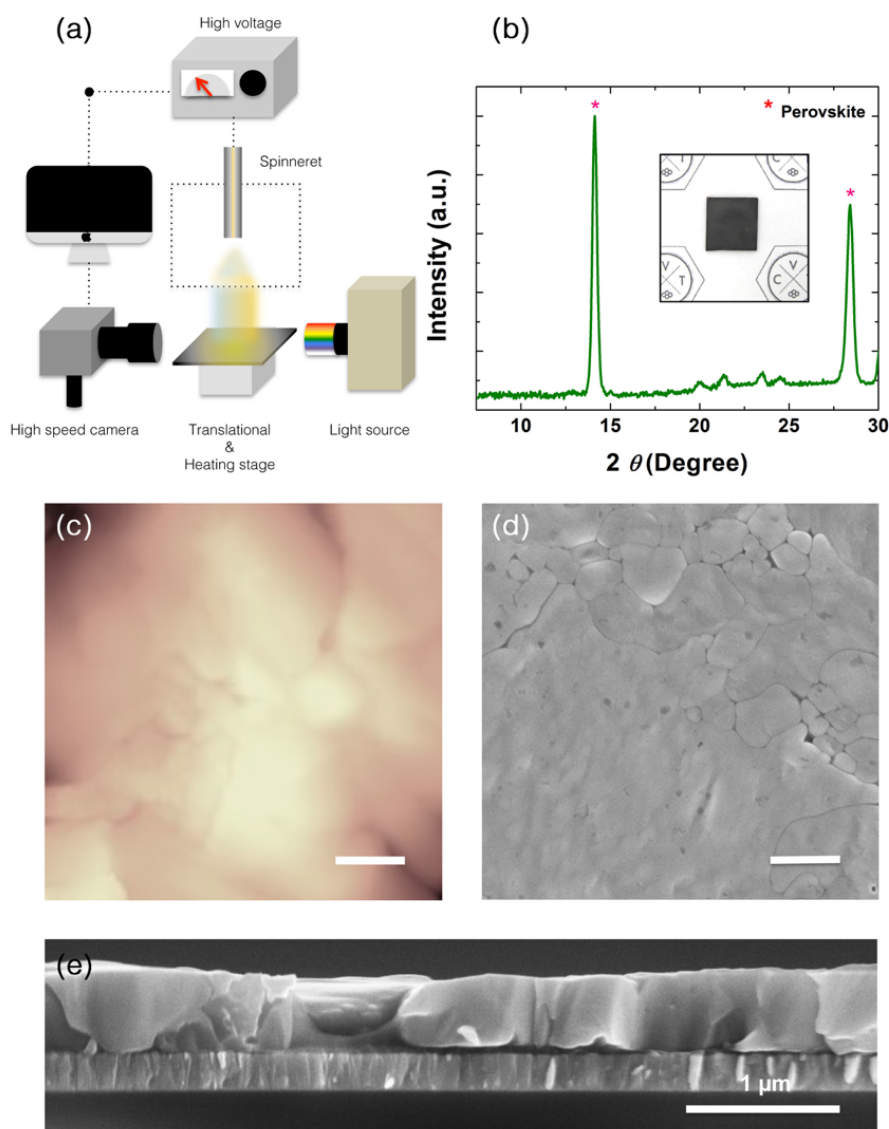 (a)
High voltage
Spinneret
High speed camera
Translational
&
Heating stage
Light source
(b)
* Perovskite
*
*
T
C
V
T
V
C
Intensity (a.u.)
10
15
20
25
30
2 θ (Degree)
(c)
(d)
(e)
1 μm